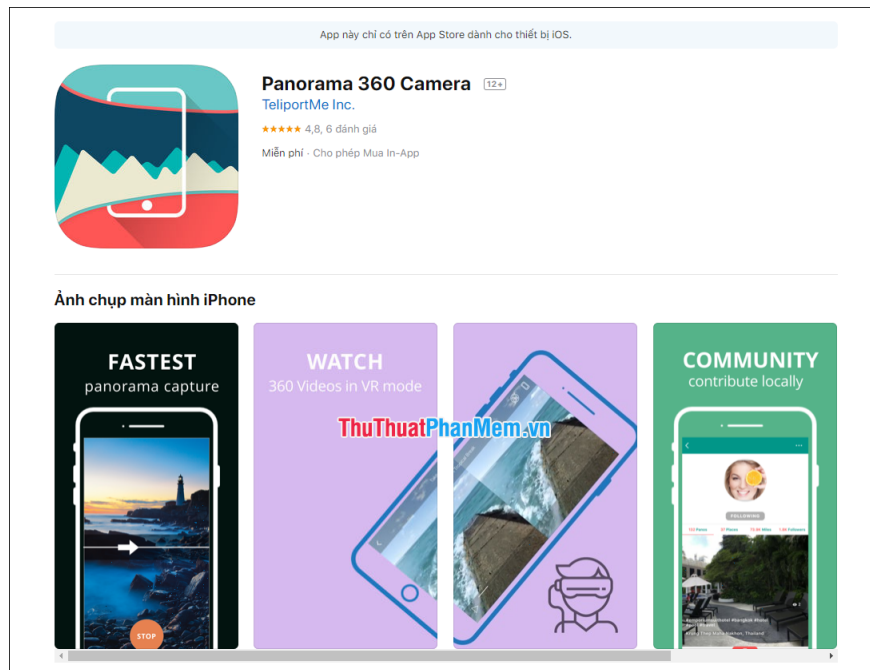 App này chỉ có trên App Store dành cho thiết bị iOS.
Panorama 360 Camera 12+
TeliportMe Inc.
★★★★★ 4,8, 6 đánh giá
Miễn phí · Cho phép Mua In-App
Ảnh chụp màn hình iPhone
FASTEST
panorama capture
WATCH
360 Videos in VR mode
COMMUNITY
contribute locally
ThuThuatPhanMem.vn
FOLLOWING
STOP